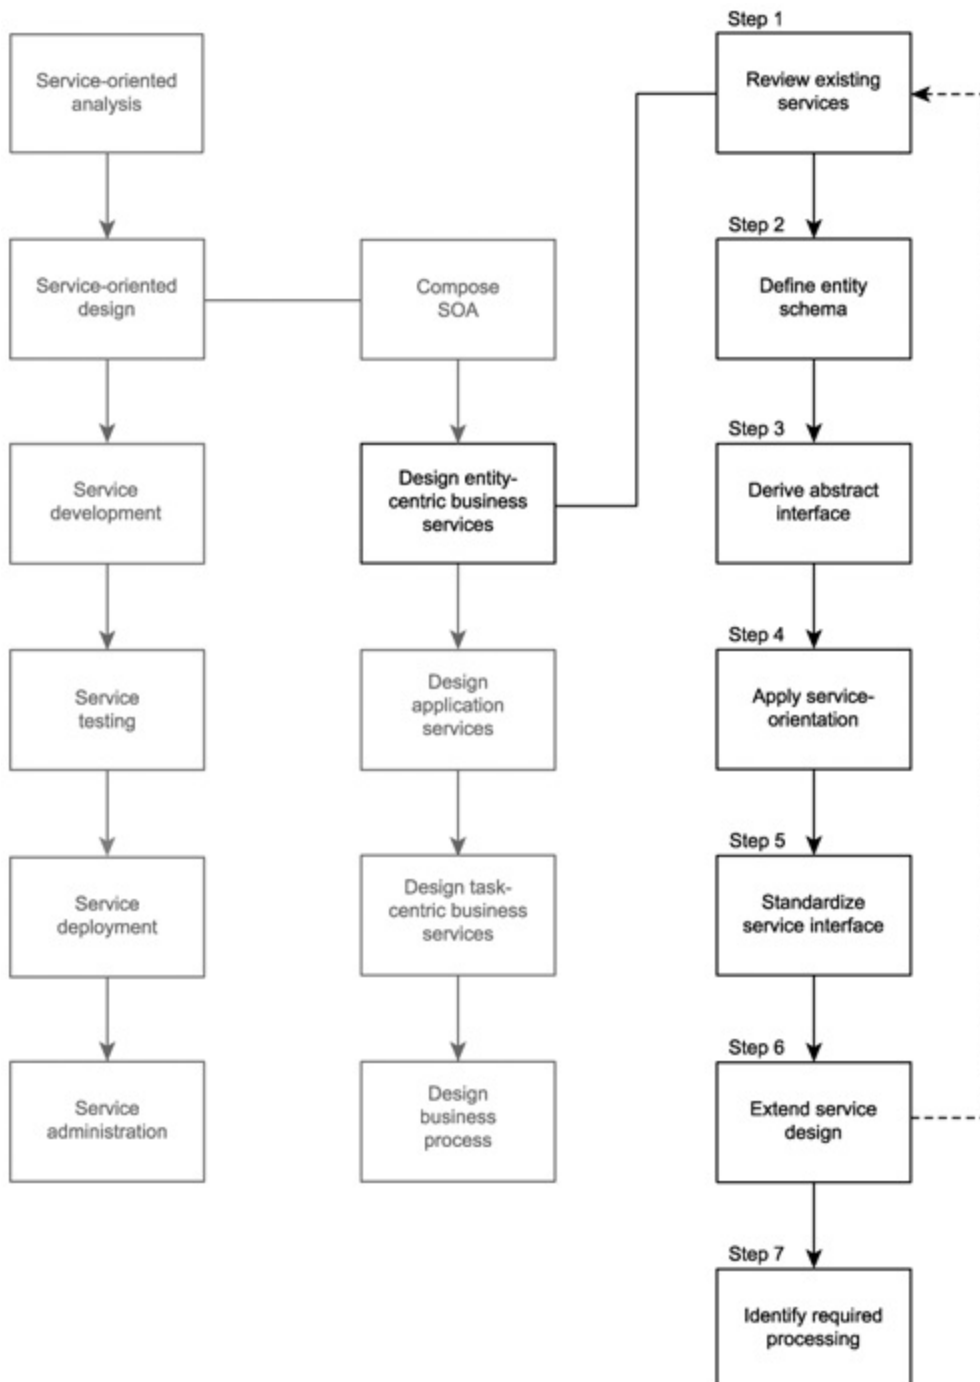 Service-oriented
analysis
Service-oriented
design
Service
development
Service
testing
Service
deployment
Service
administration
Compose
SOA
Design entity-
centric business
services
Design
application
services
Design task-
centric business
services
Design
business
process
Step 1
Review existing
services
Step 2
Define entity
schema
Step 3
Derive abstract
interface
Step 4
Apply service-
orientation
Step 5
Standardize
service interface
Step 6
Extend service
design
Step 7
Identify required
processing